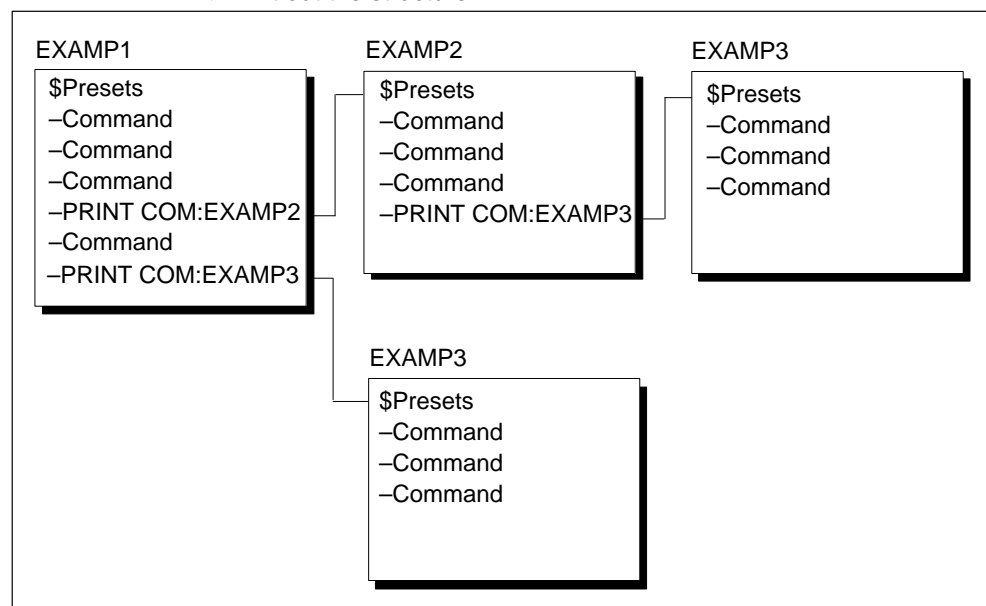 EXAMP1
$Presets
–Command
–Command
–Command
–PRINT COM:EXAMP2
–Command
–PRINT COM:EXAMP3
EXAMP2
$Presets
–Command
–Command
–Command
–PRINT COM:EXAMP3
EXAMP3
$Presets
–Command
–Command
–Command
EXAMP3
$Presets
–Command
–Command
–Command